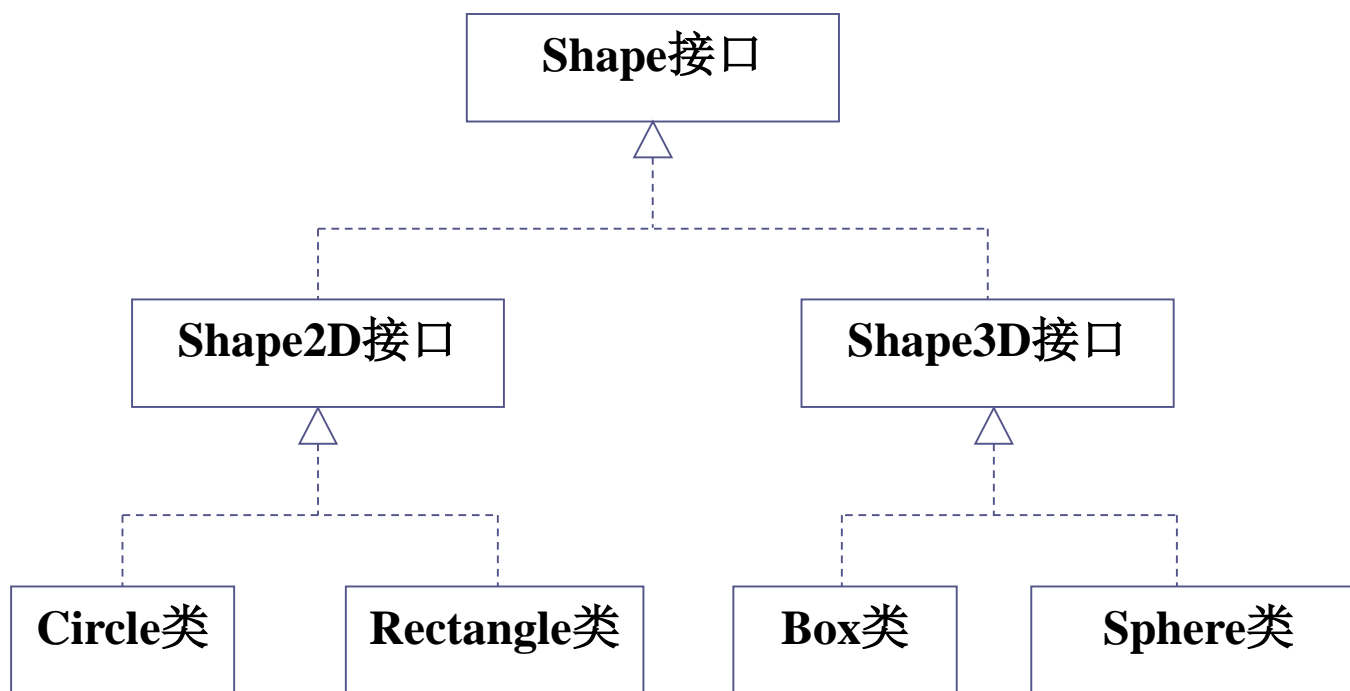 Shape接口
Shape2D接口
Shape3D接口
Circle类
Rectangle类
Box类
Sphere类